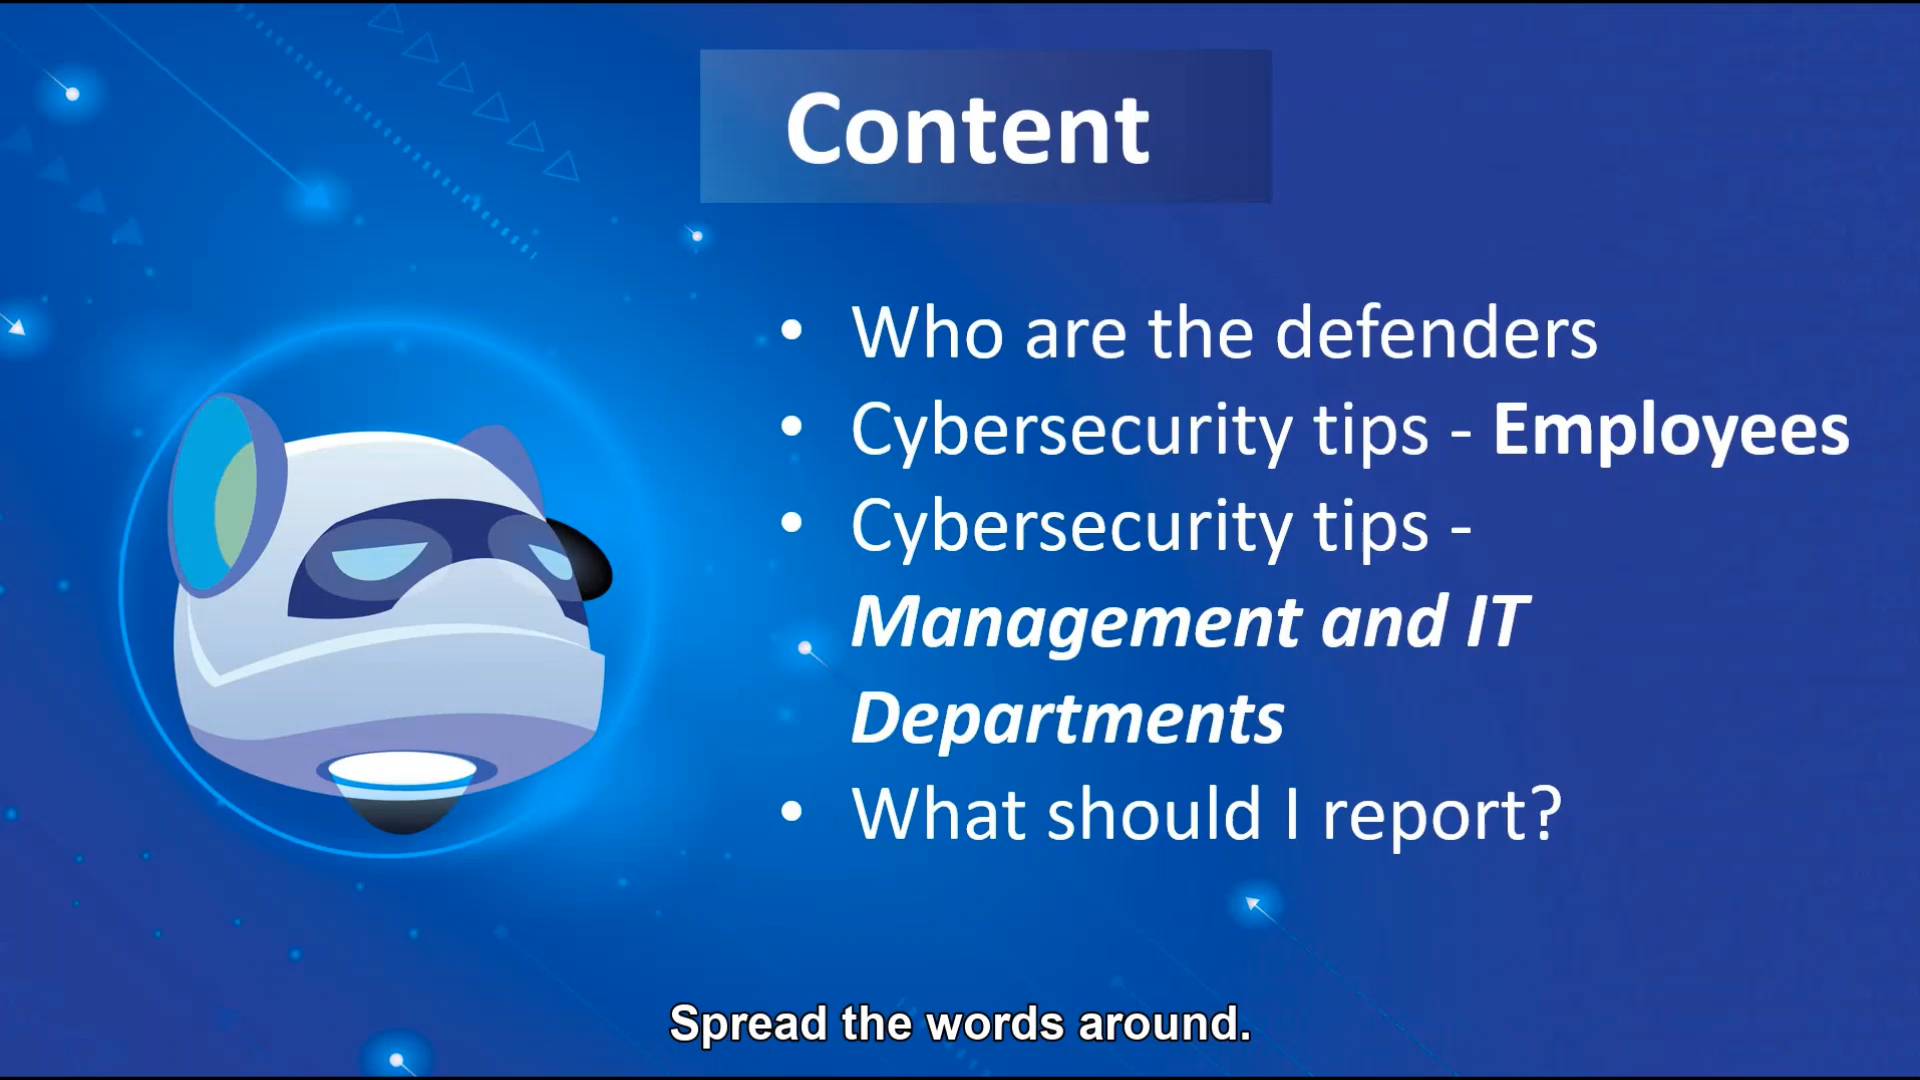 Content
• Who are the defenders
• Cybersecurity tips - Employees
• Cybersecurity tips -
Management and IT
Departments
• What should I report?
Spread the words around.